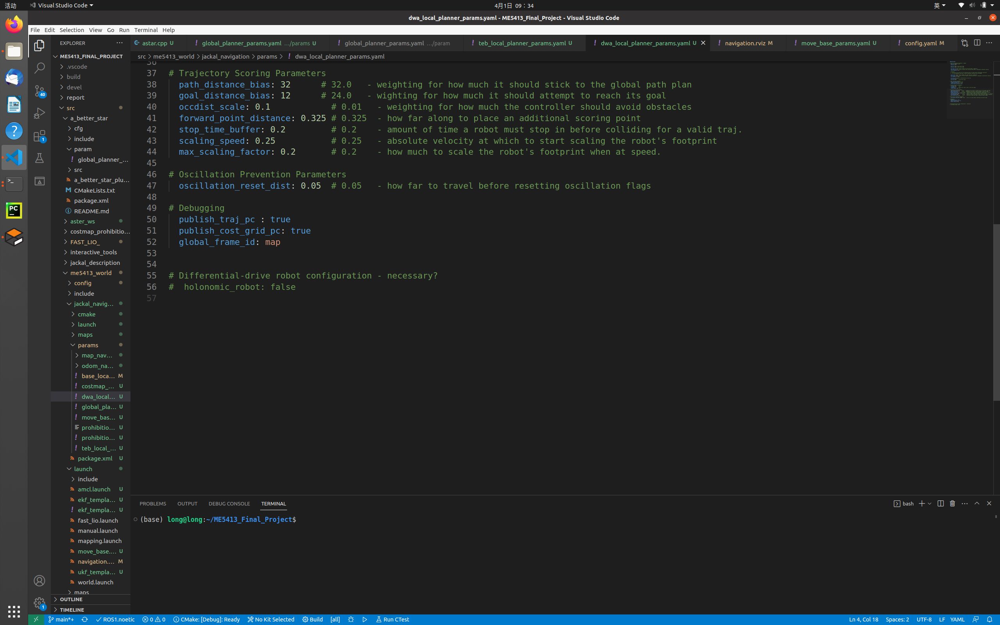 活动
Visual Studio Code
4月1日 09：34
英
dwa_local_planner_params.yaml - ME5413_Final_Project - Visual Studio Code
File Edit Selection View Go Run Terminal Help
EXPLORER
astar.cpp U
global_planner_params.yaml .../params U
global_planner_params.yaml .../param
teb_local_planner_params.yaml U
dwa_local_planner_params.yaml U
navigation.rviz M
move_base_params.yaml U
config.yaml M
src > me5413_world > jackal_navigation > params > ! dwa_local_planner_params.yaml
ME5413_FINAL_PROJECT
.vscode
build
devel
report
src
a_better_star
cfg
include
param
! global_planner_...
src
a_better_star_plu...
CMakeLists.txt
package.xml
README.md
aster_ws
costmap_prohibitio...
FAST_LIO_
interactive_tools
jackal_description
me5413_world
config
include
jackal_navig...
cmake
launch
maps
params
map_nav...
odom_na...
! base_loca... M
! costmap_... U
! dwa_local... U
! global_pla... U
! move_bas... U
prohibitio... U
! prohibitio... U
! teb_local_... U
package.xml U
launch
include
amcl.launch U
ekf_templa... U
! ekf_templa... U
fast_lio.launch
manual.launch
mapping.launch
move_base.... U
navigation.... M
ukf_templa... U
world.launch
maps
OUTLINE
TIMELINE
40
1
1
PC
36
37 # Trajectory Scoring Parameters
38 path_distance_bias: 32 # 32.0 - weighting for how much it should stick to the global path plan
39 goal_distance_bias: 12 # 24.0 - wighting for how much it should attempt to reach its goal
40 occdist_scale: 0.1 # 0.01 - weighting for how much the controller should avoid obstacles
41 forward_point_distance: 0.325 # 0.325 - how far along to place an additional scoring point
42 stop_time_buffer: 0.2 # 0.2 - amount of time a robot must stop in before colliding for a valid traj.
43 scaling_speed: 0.25 # 0.25 - absolute velocity at which to start scaling the robot's footprint
44 max_scaling_factor: 0.2 # 0.2 - how much to scale the robot's footprint when at speed.
45
46 # Oscillation Prevention Parameters
47 oscillation_reset_dist: 0.05 # 0.05 - how far to travel before resetting oscillation flags
48
49 # Debugging
50 publish_traj_pc : true
51 publish_cost_grid_pc: true
52 global_frame_id: map
53
54
55 # Differential-drive robot configuration - necessary?
56 # holonomic_robot: false
57
PROBLEMS OUTPUT DEBUG CONSOLE TERMINAL
bash
(base) long@long:~/ME5413_Final_Project$
main*+ ROS1.noetic 0 0 CMake: [Debug]: Ready No Kit Selected Build [all] Run CTest
Ln 4, Col 18 Spaces: 2 UTF-8 LF YAML